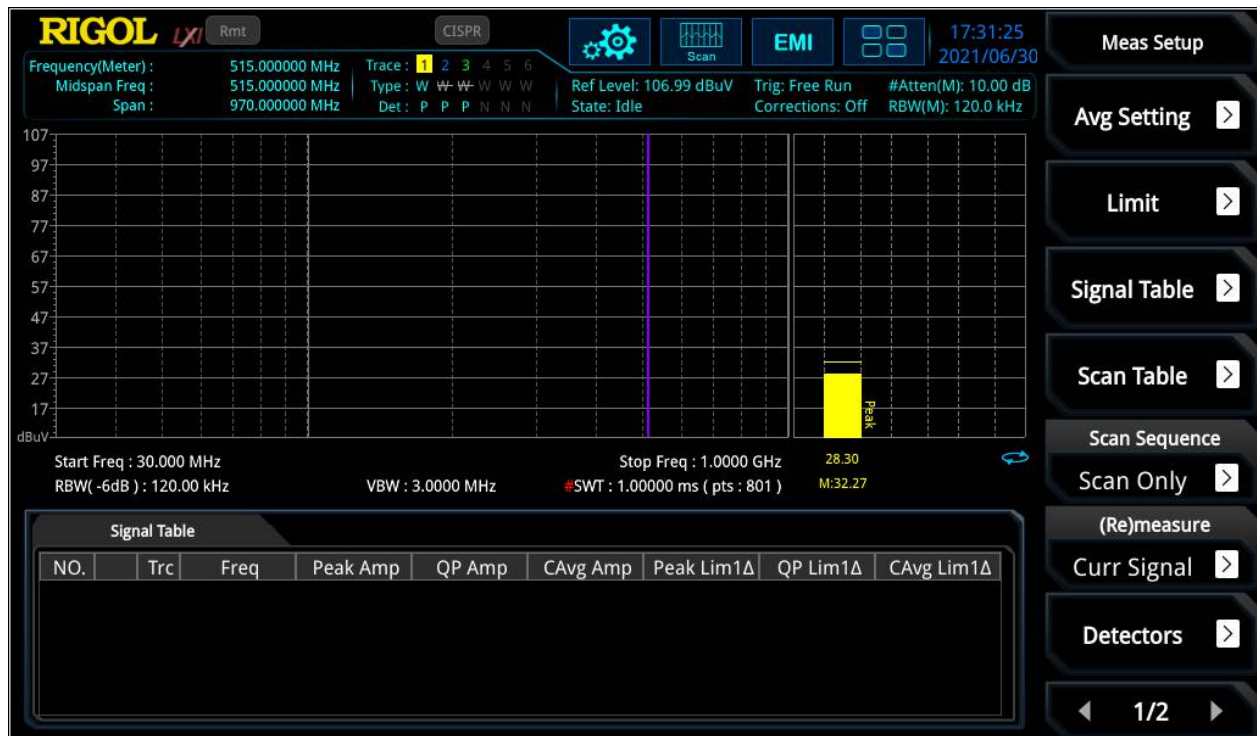 RIGOL LXI Rmt CISPR
Scan
EMI
17:31:25
2021/06/30
Frequency(Meter) : 515.000000 MHz
Midspan Freq : 515.000000 MHz
Span : 970.000000 MHz
Trace : 1 2 3 4 5 6
Type : W W W W W W
Det : P P P N N N
Ref Level: 106.99 dBuV Trig: Free Run #Atten(M): 10.00 dB
State: Idle Corrections: Off RBW(M): 120.0 kHz
107
97
87
77
67
57
47
37
27
17
dBuV
Peak
Start Freq : 30.000 MHz Stop Freq : 1.0000 GHz 28.30
RBW( -6dB ) : 120.00 kHz VBW : 3.0000 MHz #SWT : 1.00000 ms ( pts : 801 ) M:32.27
Signal Table
NO. Trc Freq Peak Amp QP Amp CAvg Amp Peak Lim1Δ QP Lim1Δ CAvg Lim1Δ
Meas Setup
Avg Setting >
Limit >
Signal Table >
Scan Table >
Scan Sequence
Scan Only >
(Re)measure
Curr Signal >
Detectors >
1/2